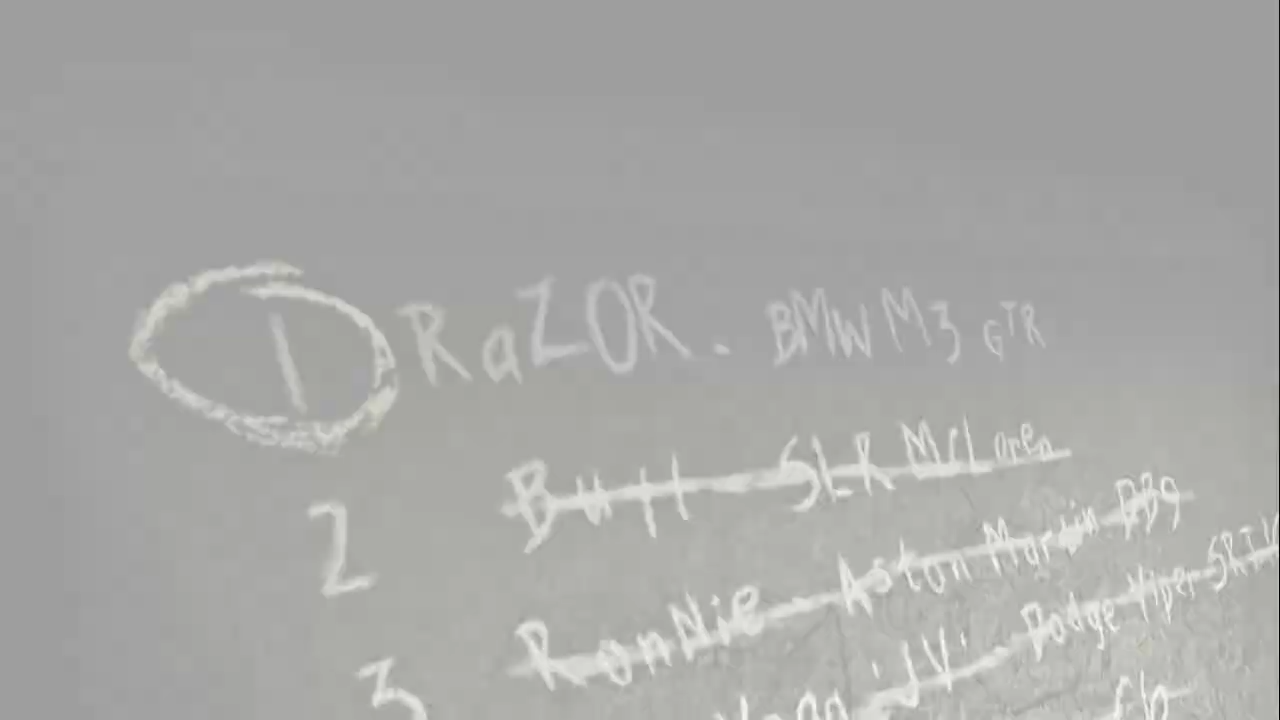 1 RaZOR. BMW M3 GTR
2 Bull SLR McLaren
3 RonNie - Aston Martin DB9
'JV' Dodge Viper SRT